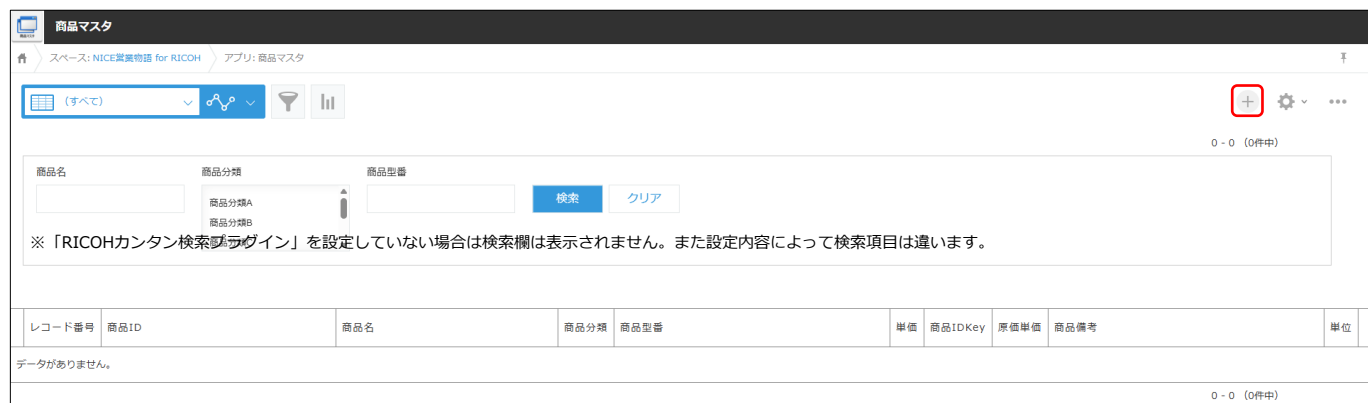 商品マスタ
スペース: NICE営業物語 for RICOH アプリ: 商品マスタ
(すべて)
0 - 0 (0件中)
商品名 商品分類 商品型番
商品分類A
検索 クリア
商品分類B
※「RICOHカンタン検索プラグイン」を設定していない場合は検索欄は表示されません。また設定内容によって検索項目は違います。
レコード番号 商品ID 商品名 商品分類 商品型番 単価 商品IDKey 原価単価 商品備考 単位
データがありません。
0 - 0 (0件中)